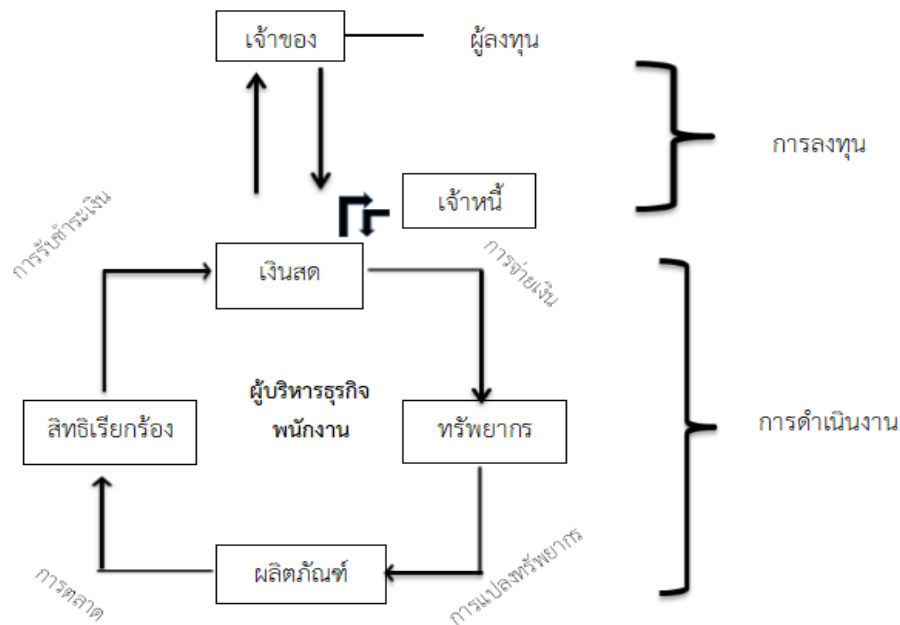 เจ้าของ
ผู้ลงทุน
การลงทุน
เจ้าหนี้
การรับชำระเงิน
เงินสด
การจ่ายเงิน
ผู้บริหารธุรกิจ
พนักงาน
สิทธิเรียกร้อง
ทรัพยากร
การดำเนินงาน
ผลิตภัณฑ์
การตลาด
การแปลงทรัพยากร